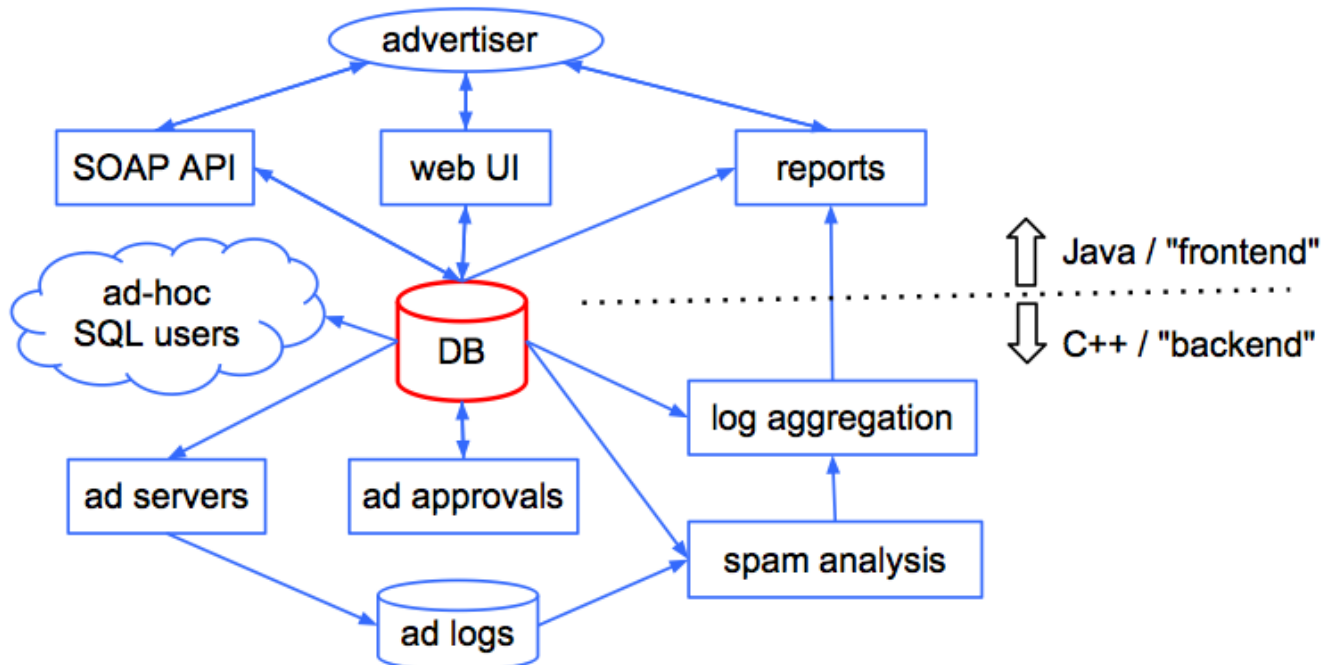 advertiser
SOAP API
web UI
reports
Java / "frontend"
ad-hoc
SQL users
DB
C++ / "backend"
log aggregation
ad servers
ad approvals
spam analysis
ad logs